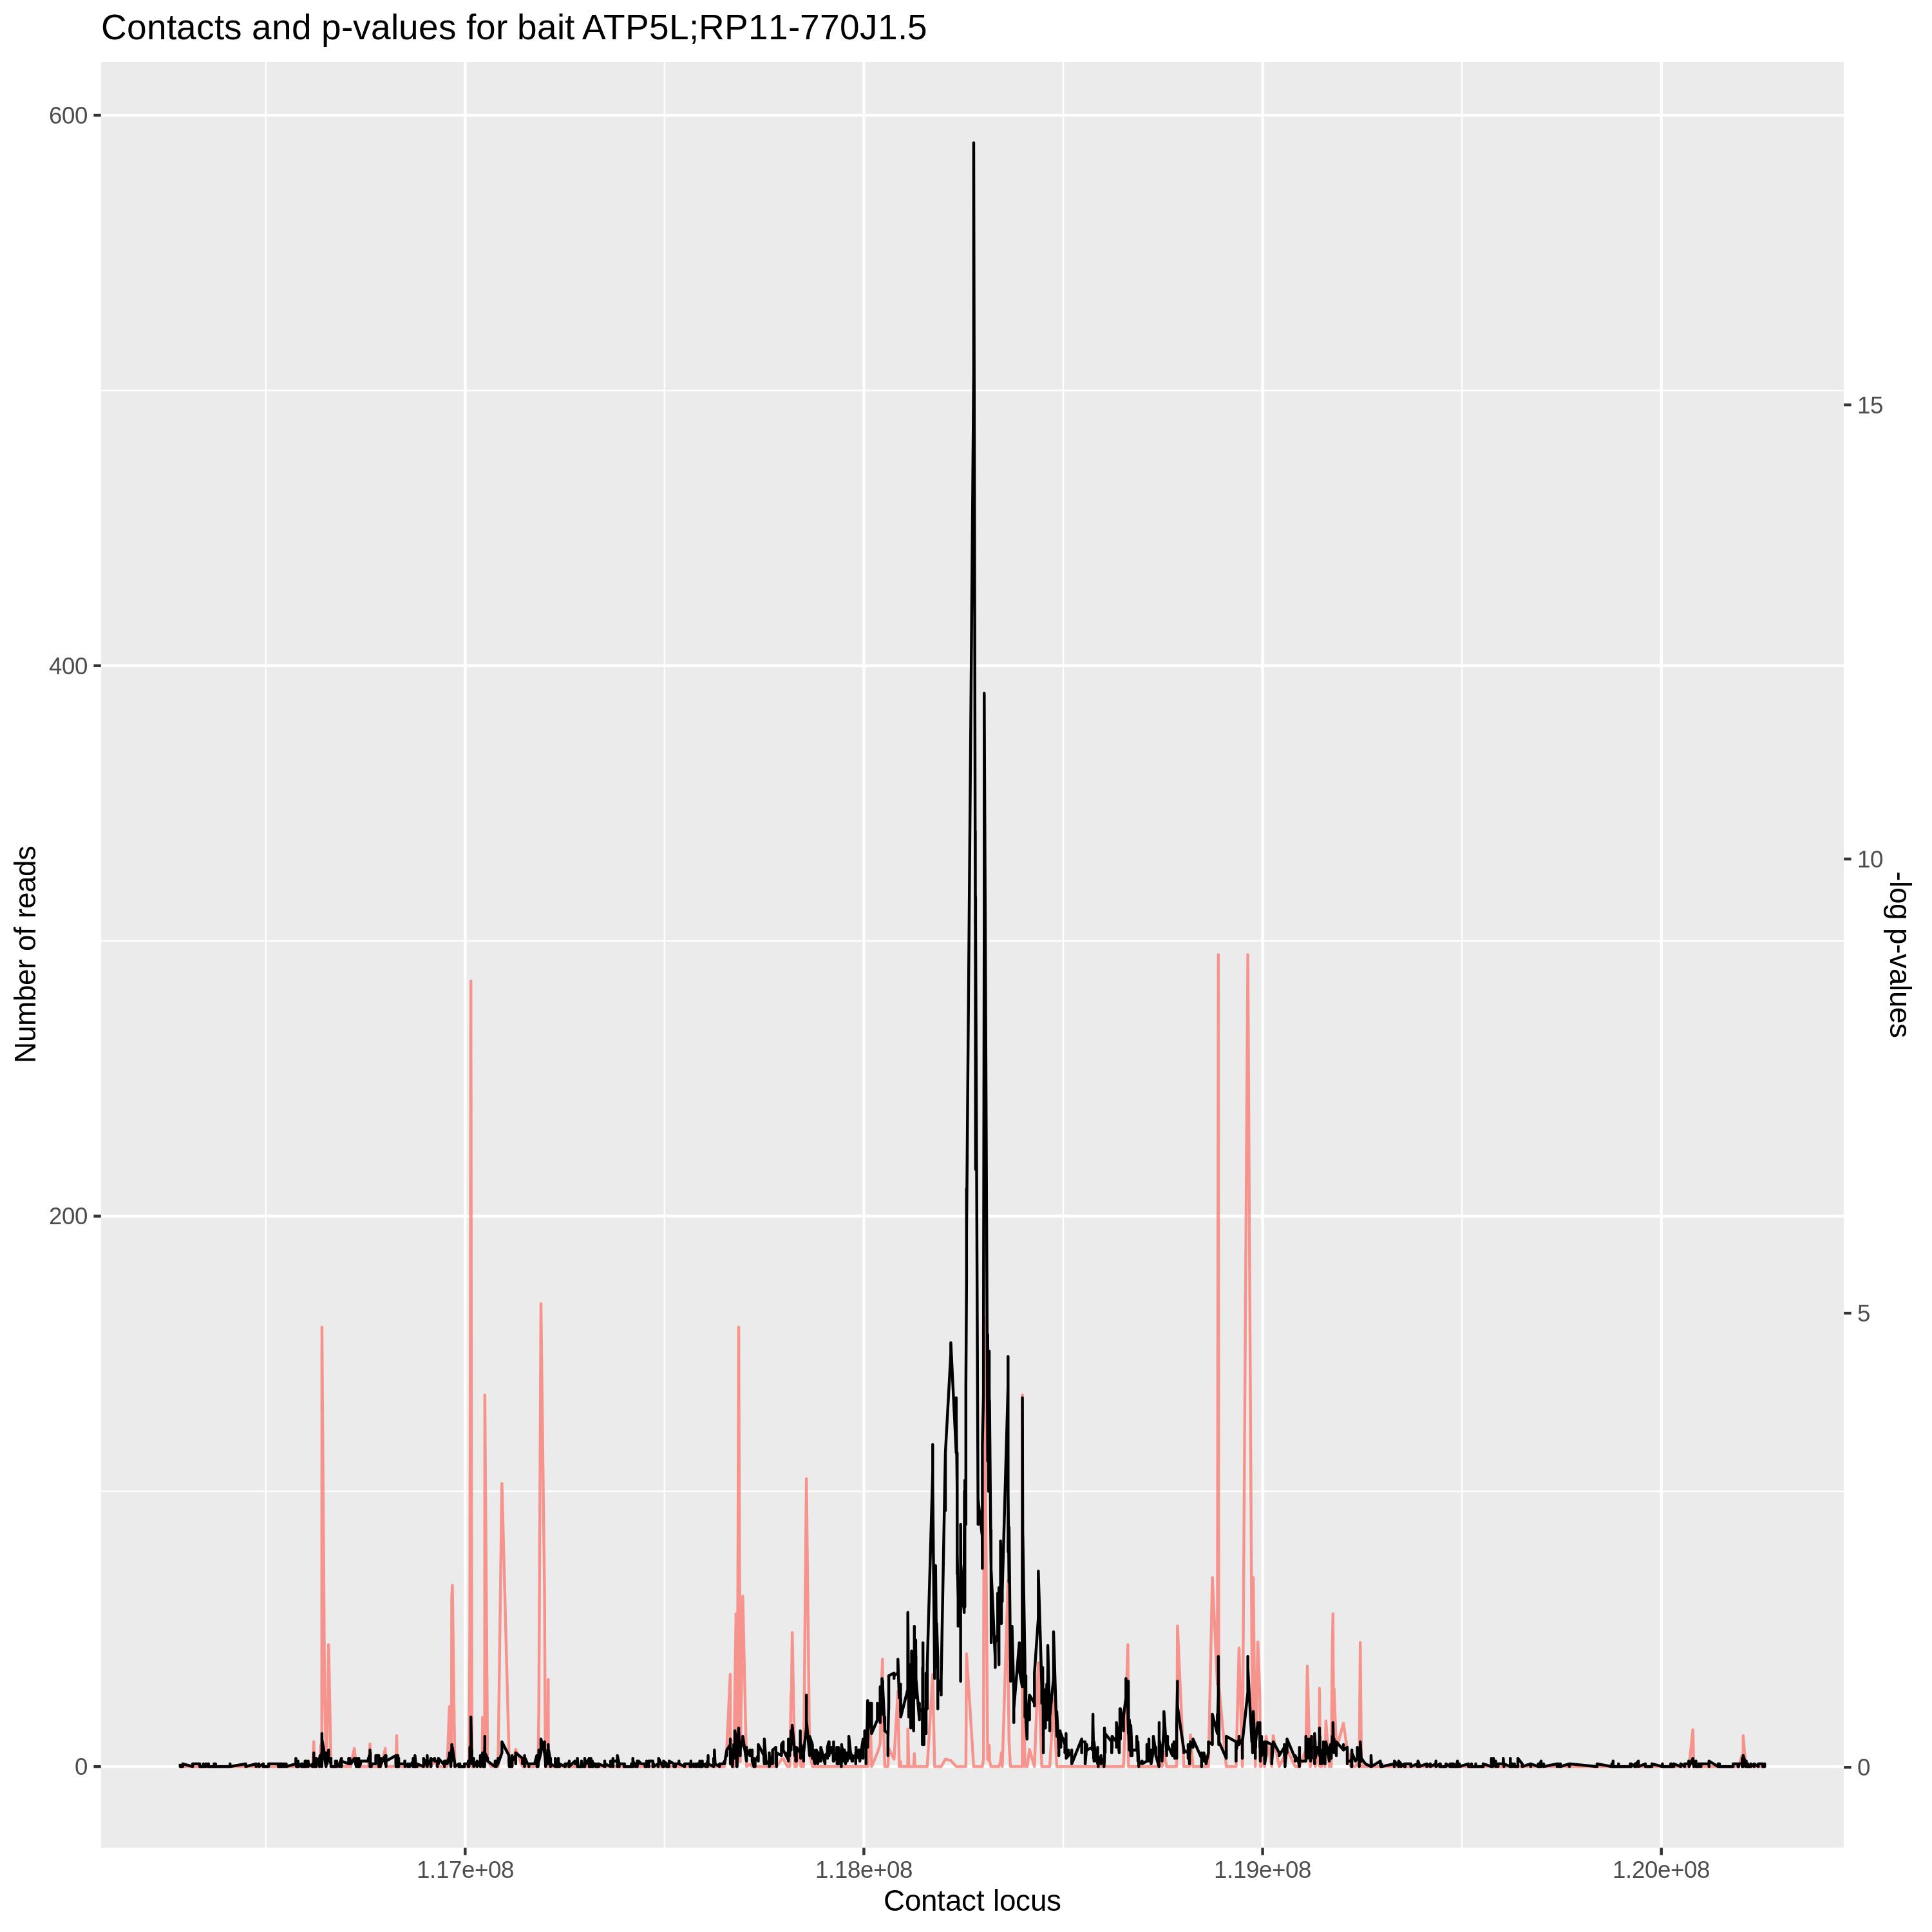 Contacts and p-values for bait ATP5L;RP11-770J1.5
600
400
200
0
Number of reads
15
10
5
0
-log p-values
1.17e+08
1.18e+08
1.19e+08
1.20e+08
Contact locus